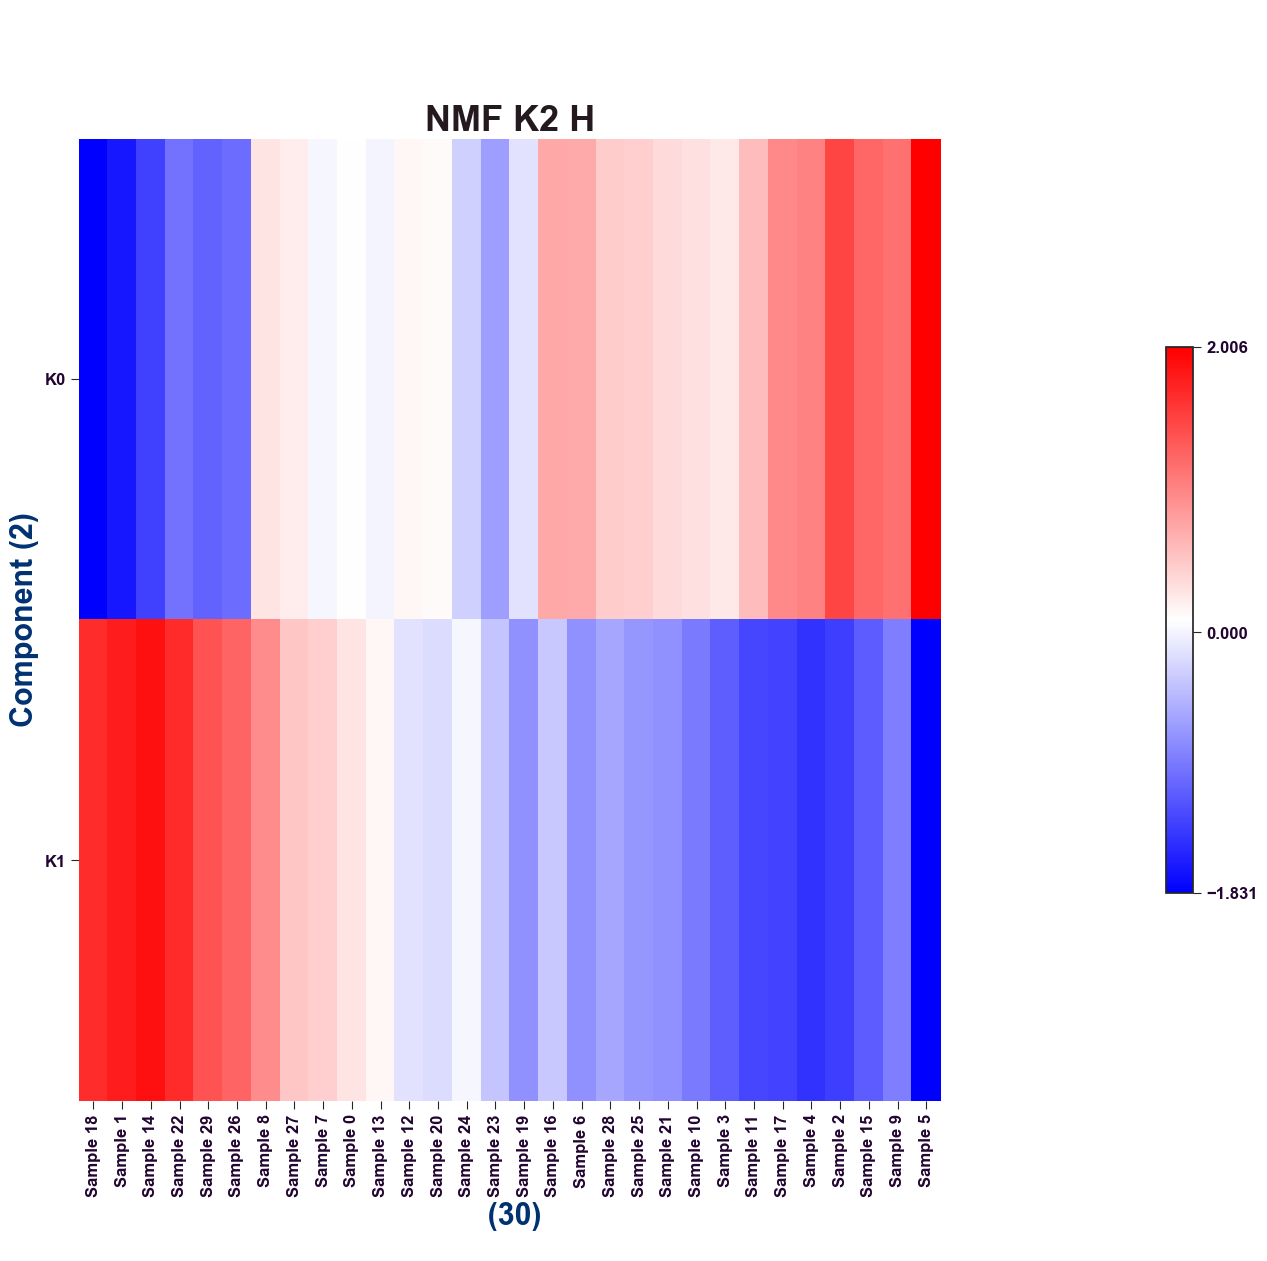 NMF K2 H
K0
K1
Component (2)
Sample 18
Sample 1
Sample 14
Sample 22
Sample 29
Sample 26
Sample 8
Sample 27
Sample 7
Sample 0
Sample 13
Sample 12
Sample 20
Sample 24
Sample 23
Sample 19
Sample 16
Sample 6
Sample 28
Sample 25
Sample 21
Sample 10
Sample 3
Sample 11
Sample 17
Sample 4
Sample 2
Sample 15
Sample 9
Sample 5
(30)
2.006
0.000
−1.831